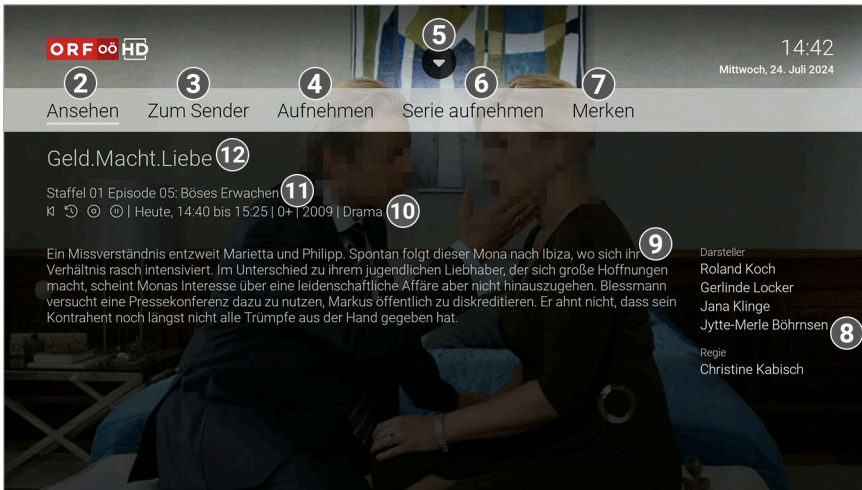 ORF oö HD
5
14:42
Mittwoch, 24. Juli 2024
2 3 4 6 7
Ansehen Zum Sender Aufnehmen Serie aufnehmen Merken
Geld.Macht.Liebe 12
Staffel 01 Episode 05: Böses Erwachen 11
| Heute, 14:40 bis 15:25 | 0+ | 2009 | Drama 10
Ein Missverständnis entzweit Marietta und Philipp. Spontan folgt dieser Mona nach Ibiza, wo sich ihr 9
Verhältnis rasch intensiviert. Im Unterschied zu ihrem jugendlichen Liebhaber, der sich große Hoffnungen
macht, scheint Monas Interesse über eine leidenschaftliche Affäre aber nicht hinauszugehen. Blessmann
versucht eine Pressekonferenz dazu zu nutzen, Markus öffentlich zu diskreditieren. Er ahnt nicht, dass sein
Kontrahent noch längst nicht alle Trümpfe aus der Hand gegeben hat.
Darsteller
Roland Koch
Gerlinde Locker
Jana Klinge
Jytte-Merle Böhrnsen 8
Regie
Christine Kabisch